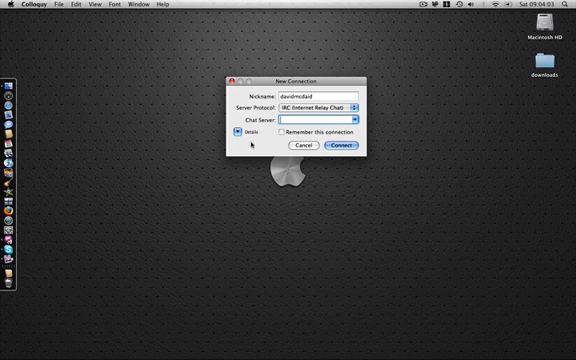 Colloquy File Edit View Font Window Help Sat 09:04:03
Macintosh HD
downloads
New Connection
Nickname: davidmcdaid
Server Protocol: IRC (Internet Relay Chat)
Chat Server:
Details Remember this connection
Cancel Connect